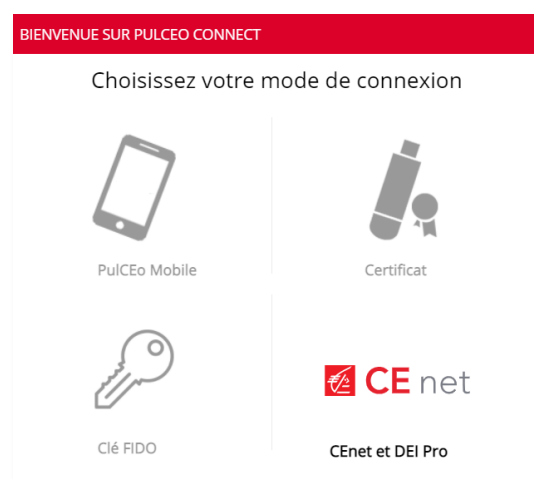 BIENVENUE SUR PULCEO CONNECT
Choisissez votre mode de connexion
PulCEo Mobile
Certificat
CE net
Clé FIDO
CEnet et DEI Pro